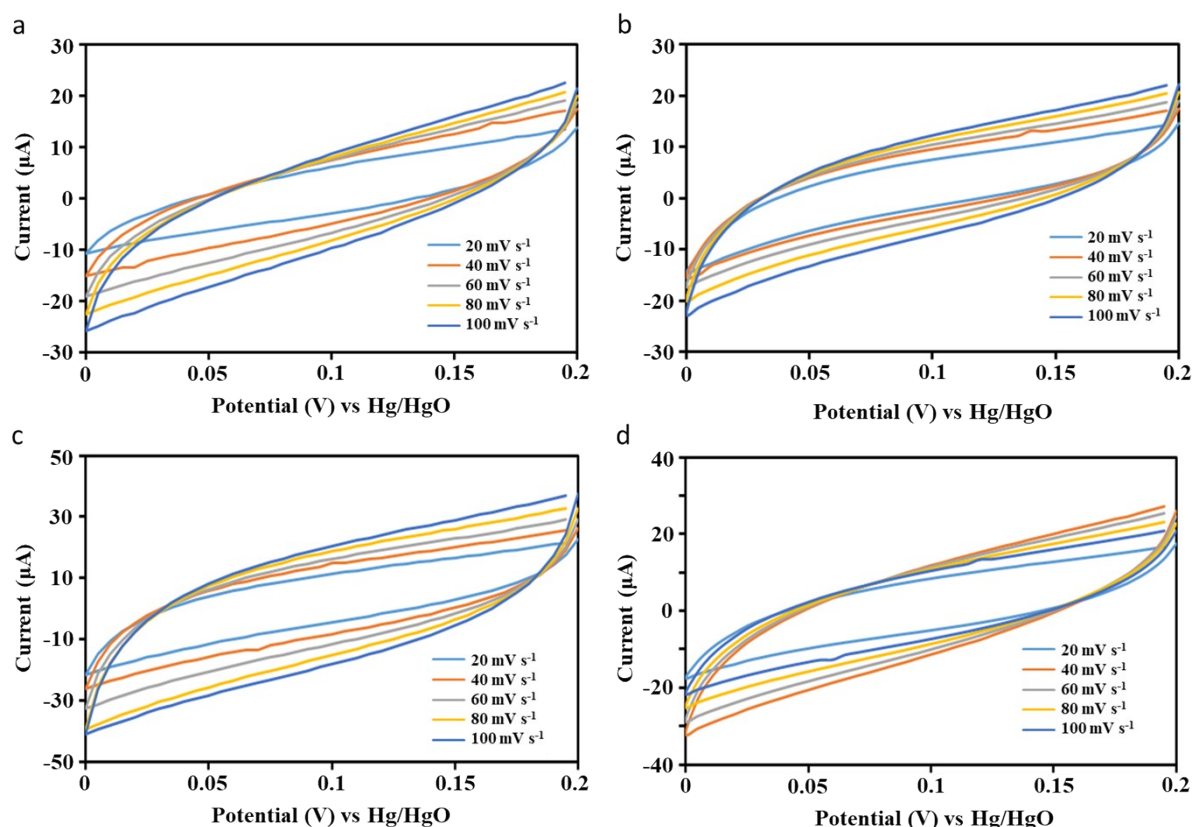 a
30
20
10
0
-10
-20
-30
Current (µA)
20 mV s⁻¹
40 mV s⁻¹
60 mV s⁻¹
80 mV s⁻¹
100 mV s⁻¹
0 0.05 0.1 0.15 0.2
Potential (V) vs Hg/HgO
b
30
20
10
0
-10
-20
-30
Current (µA)
20 mV s⁻¹
40 mV s⁻¹
60 mV s⁻¹
80 mV s⁻¹
100 mV s⁻¹
0 0.05 0.1 0.15 0.2
Potential (V) vs Hg/HgO
c
50
30
10
-10
-30
-50
Current (µA)
20 mV s⁻¹
40 mV s⁻¹
60 mV s⁻¹
80 mV s⁻¹
100 mV s⁻¹
0 0.05 0.1 0.15 0.2
Potential (V) vs Hg/HgO
d
40
20
0
-20
-40
Current (µA)
20 mV s⁻¹
40 mV s⁻¹
60 mV s⁻¹
80 mV s⁻¹
100 mV s⁻¹
0 0.05 0.1 0.15 0.2
Potential (V) vs Hg/HgO